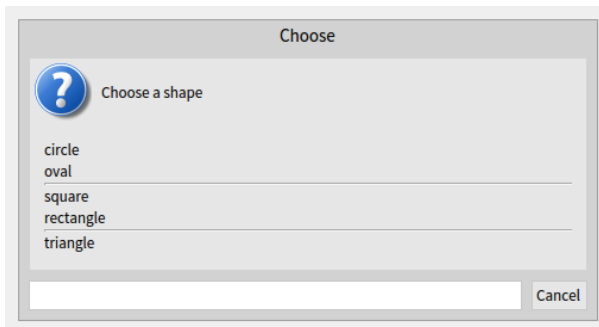 Choose
?
Choose a shape
circle
oval
square
rectangle
triangle
Cancel